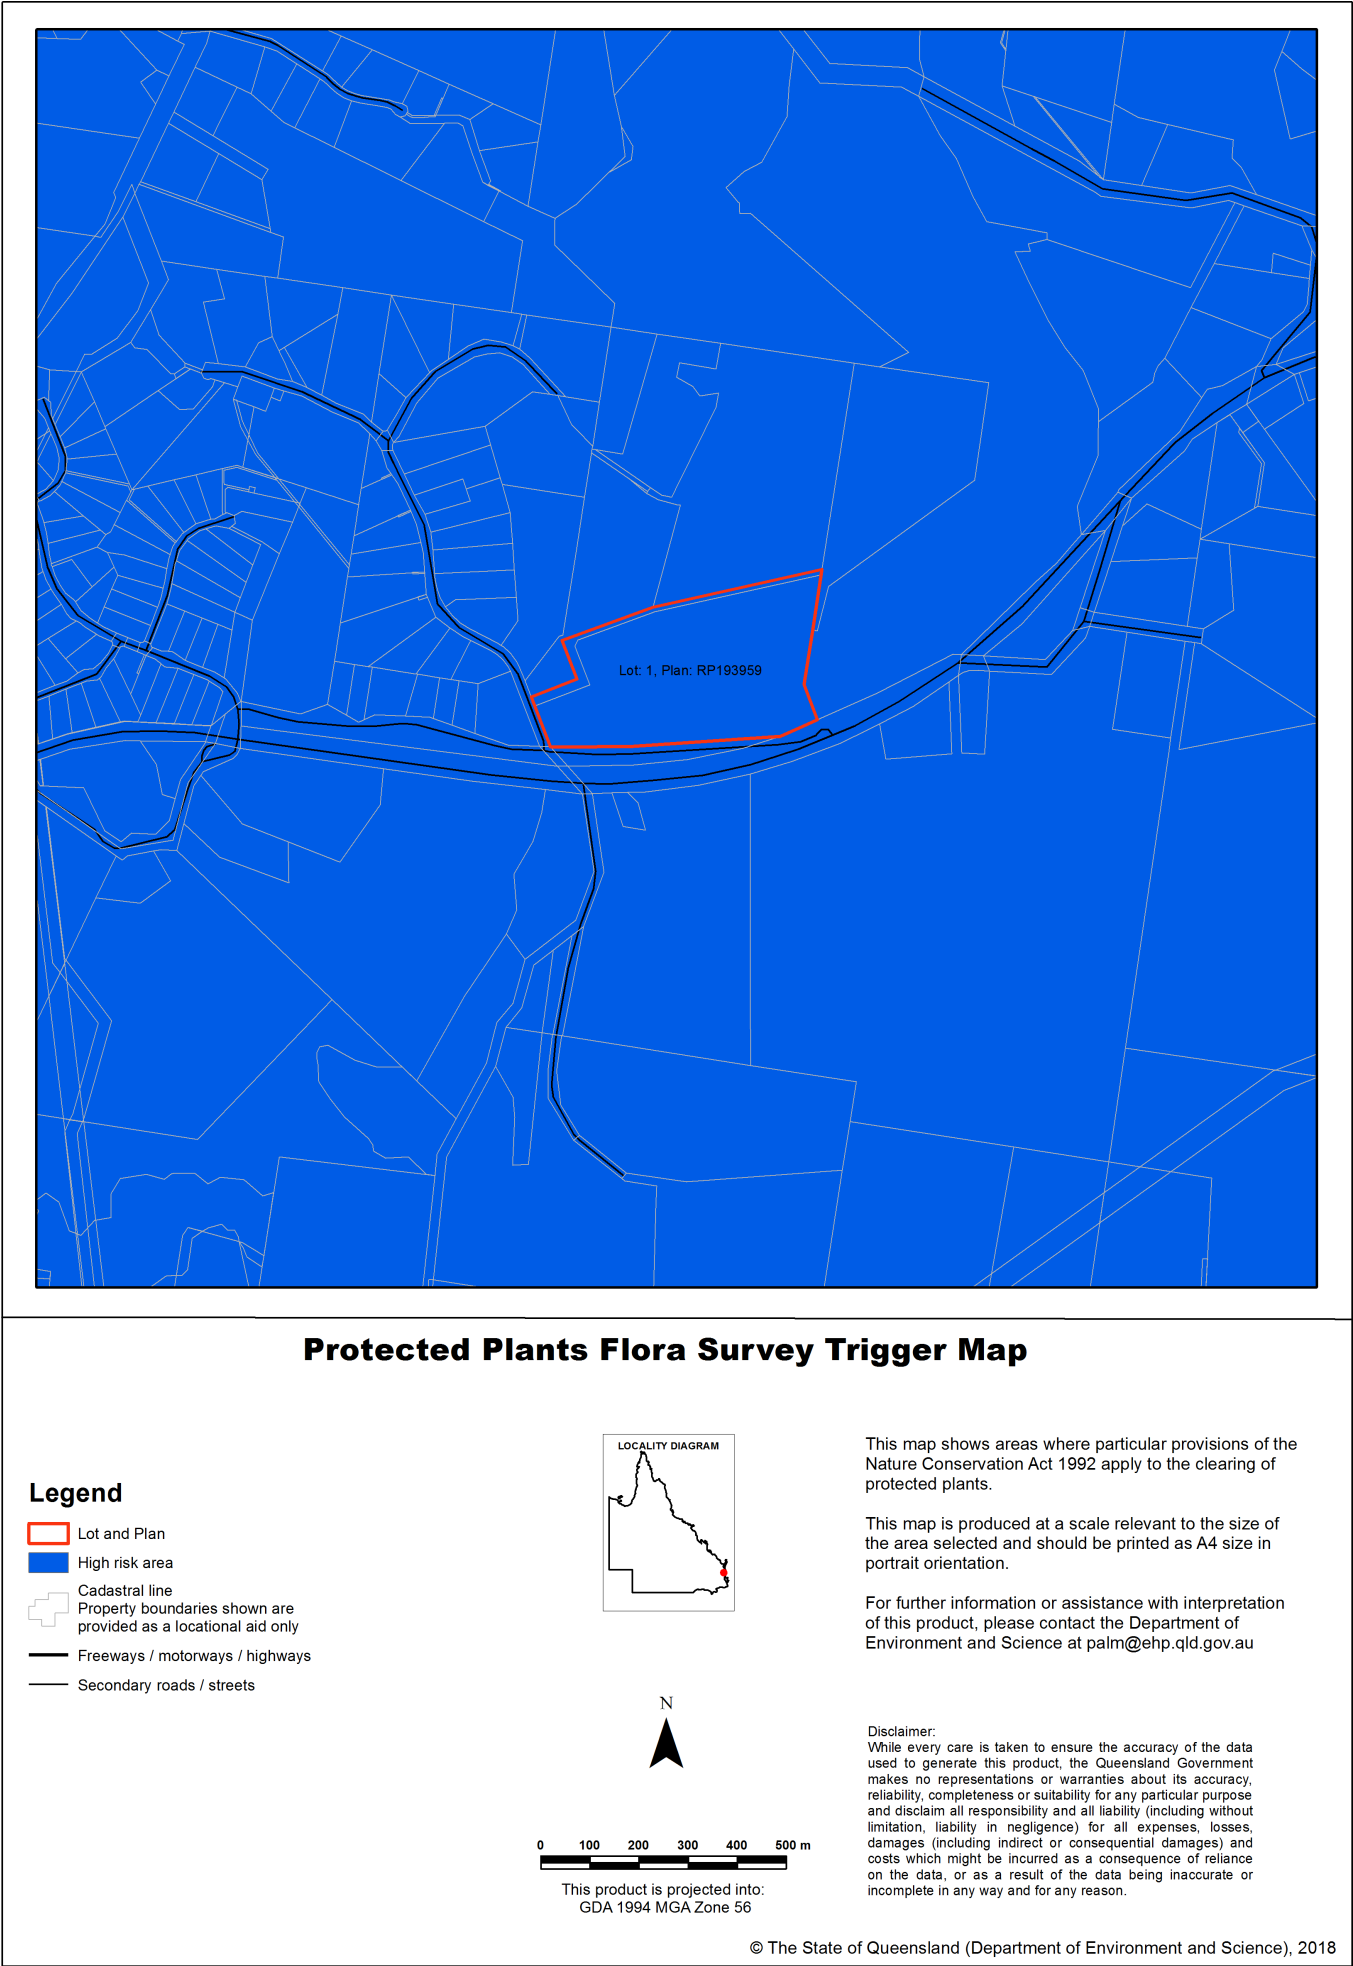 Lot: 1, Plan: RP193959
Protected Plants Flora Survey Trigger Map
Legend
Lot and Plan
High risk area
Cadastral line
Property boundaries shown are
provided as a locational aid only
Freeways / motorways / highways
Secondary roads / streets
LOCALITY DIAGRAM
N
0 100 200 300 400 500 m
This product is projected into:
GDA 1994 MGA Zone 56
This map shows areas where particular provisions of the
Nature Conservation Act 1992 apply to the clearing of
protected plants.
This map is produced at a scale relevant to the size of
the area selected and should be printed as A4 size in
portrait orientation.
For further information or assistance with interpretation
of this product, please contact the Department of
Environment and Science at palm@ehp.qld.gov.au
Disclaimer:
While every care is taken to ensure the accuracy of the data
used to generate this product, the Queensland Government
makes no representations or warranties about its accuracy,
reliability, completeness or suitability for any particular purpose
and disclaim all responsibility and all liability (including without
limitation, liability in negligence) for all expenses, losses,
damages (including indirect or consequential damages) and
costs which might be incurred as a consequence of reliance
on the data, or as a result of the data being inaccurate or
incomplete in any way and for any reason.
© The State of Queensland (Department of Environment and Science), 2018